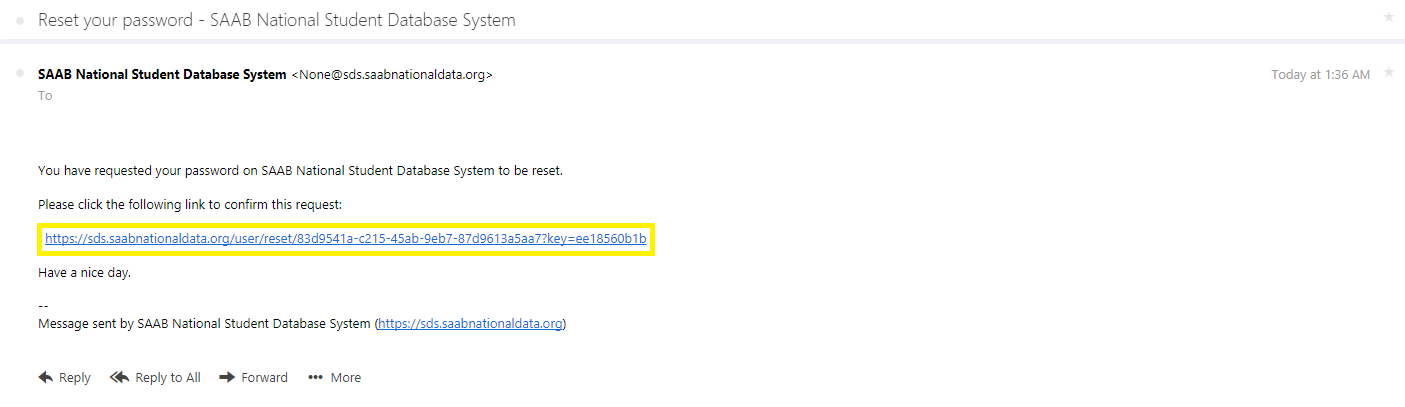 Reset your password - SAAB National Student Database System
SAAB National Student Database System <None@sds.saabnationaldata.org>
Today at 1:36 AM
To
You have requested your password on SAAB National Student Database System to be reset.
Please click the following link to confirm this request:
https://sds.saabnationaldata.org/user/reset/83d9541a-c215-45ab-9eb7-87d9613a5aa7?key=ee18560b1b
Have a nice day.
--
Message sent by SAAB National Student Database System (https://sds.saabnationaldata.org)
Reply Reply to All Forward More